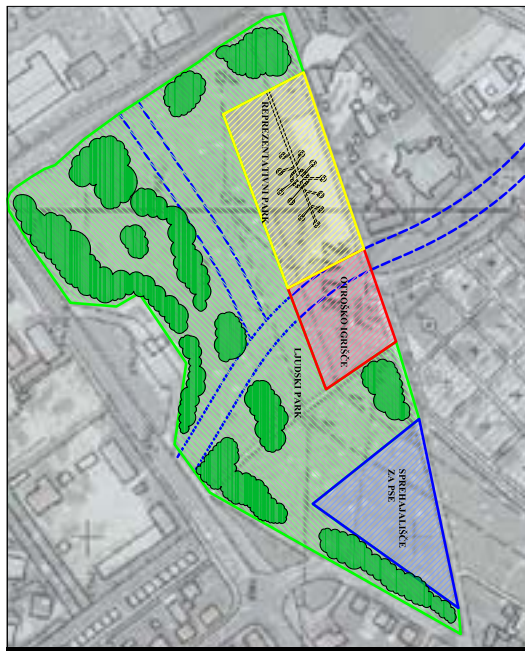 REPREZENTATIVNI PARK
OTROŠKO IGRIŠČE
LJUDSKI PARK
SPREHAJALIŠČE
ZA PSE